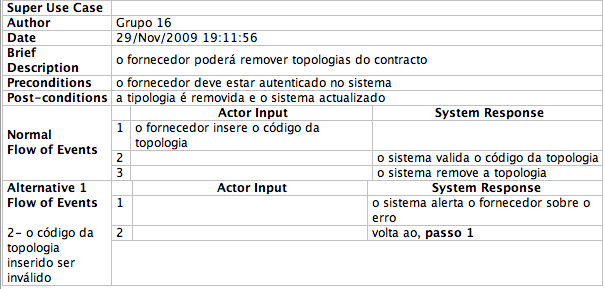 Super Use Case
Author Grupo 16
Date 29/Nov/2009 19:11:56
Brief
Description o fornecedor poderá remover topologias do contracto
Preconditions o fornecedor deve estar autenticado no sistema
Post-conditions a tipologia é removida e o sistema actualizado
Normal
Flow of Events
Actor Input System Response
1 o fornecedor insere o código da
topologia
2 o sistema valida o código da topologia
3 o sistema remove a topologia
Alternative 1
Flow of Events
2- o código da
topologia
inserido ser
inválido
Actor Input System Response
1 o sistema alerta o fornecedor sobre o
erro
2 volta ao, passo 1